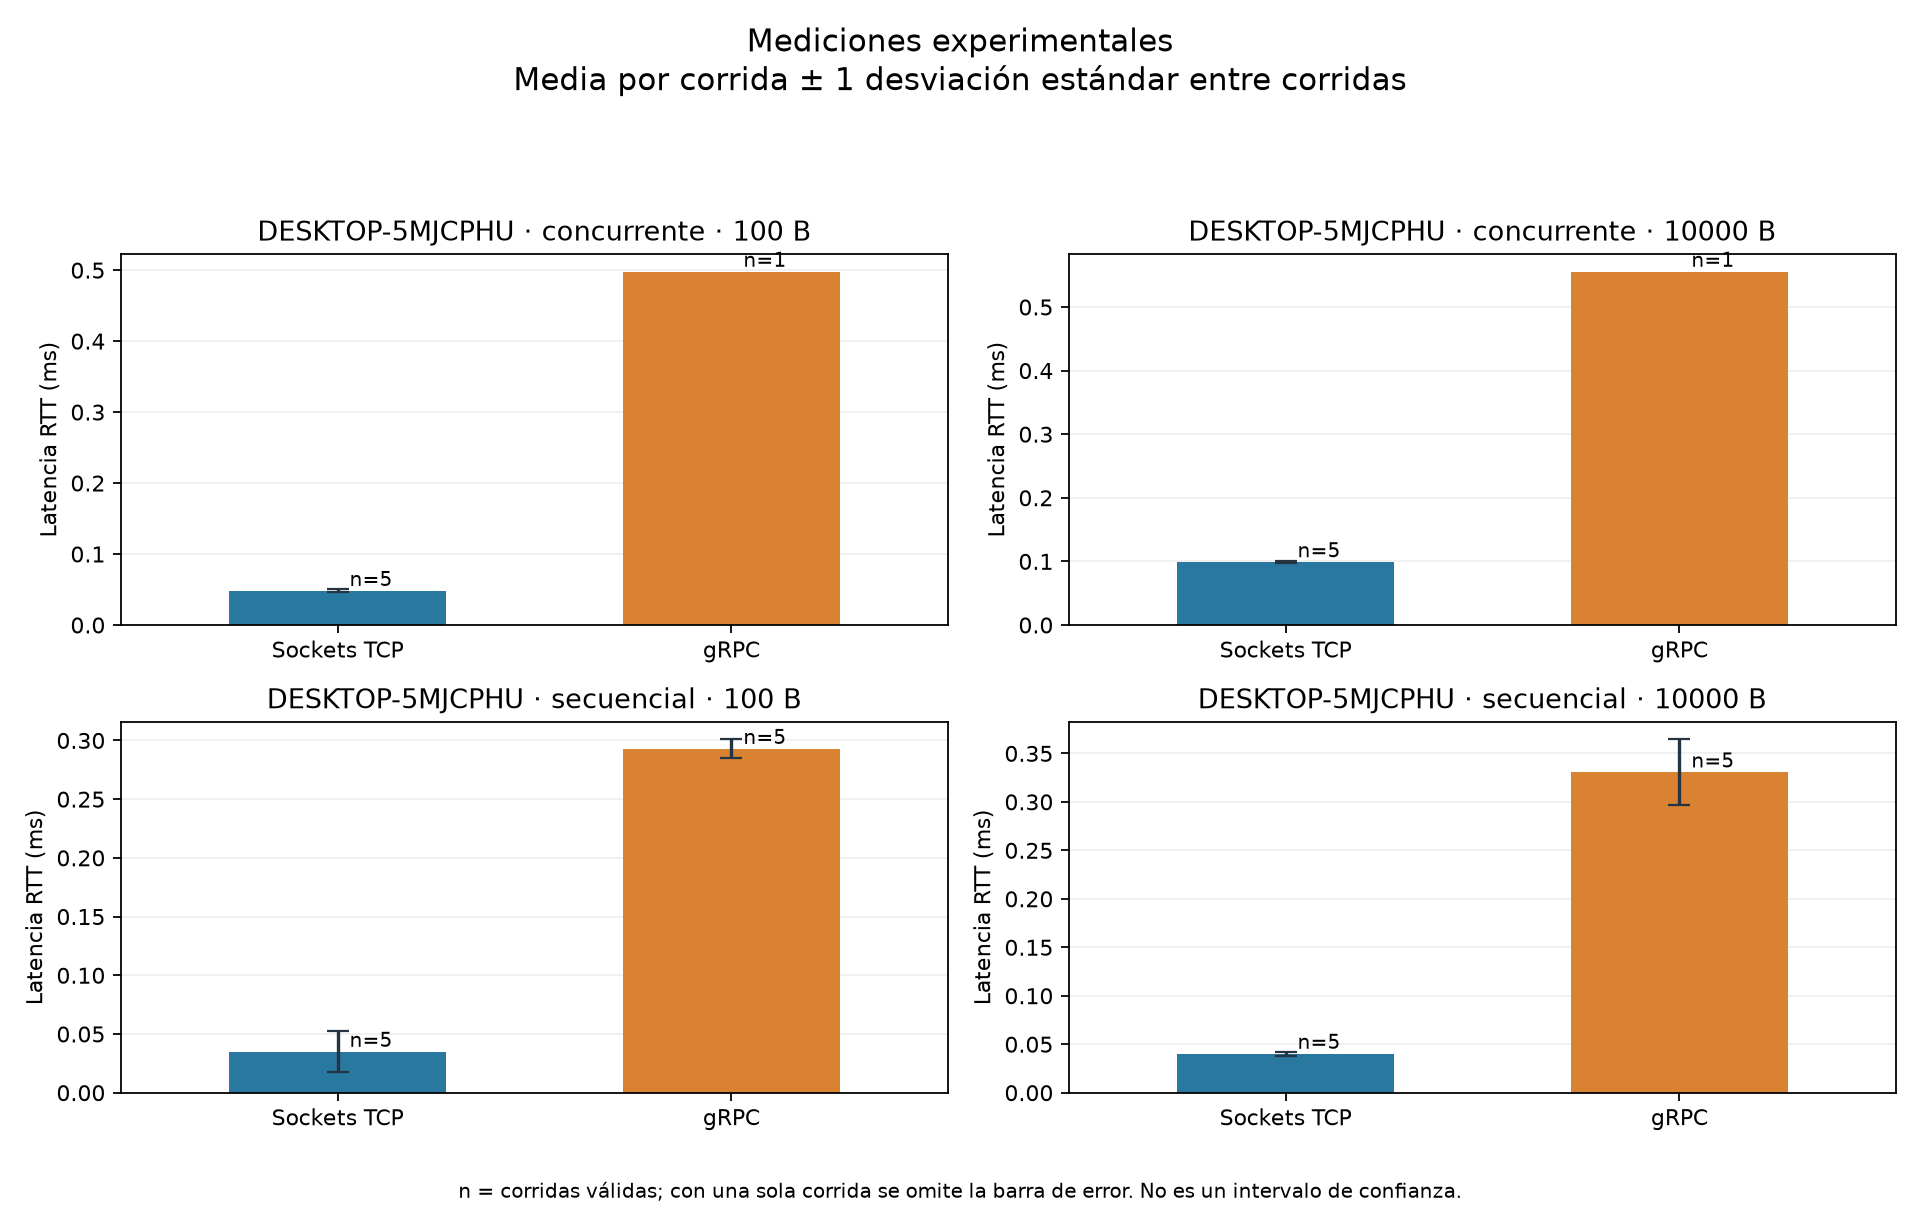 Mediciones experimentales
Media por corrida ± 1 desviación estándar entre corridas
DESKTOP-5MJCPHU · concurrente · 100 B
Latencia RTT (ms)
0.5
0.4
0.3
0.2
0.1
0.0
n=5
n=1
Sockets TCP
gRPC
DESKTOP-5MJCPHU · concurrente · 10000 B
Latencia RTT (ms)
0.5
0.4
0.3
0.2
0.1
0.0
n=5
n=1
Sockets TCP
gRPC
DESKTOP-5MJCPHU · secuencial · 100 B
Latencia RTT (ms)
0.30
0.25
0.20
0.15
0.10
0.05
0.00
n=5
n=5
Sockets TCP
gRPC
DESKTOP-5MJCPHU · secuencial · 10000 B
Latencia RTT (ms)
0.35
0.30
0.25
0.20
0.15
0.10
0.05
0.00
n=5
n=5
Sockets TCP
gRPC
n = corridas válidas; con una sola corrida se omite la barra de error. No es un intervalo de confianza.